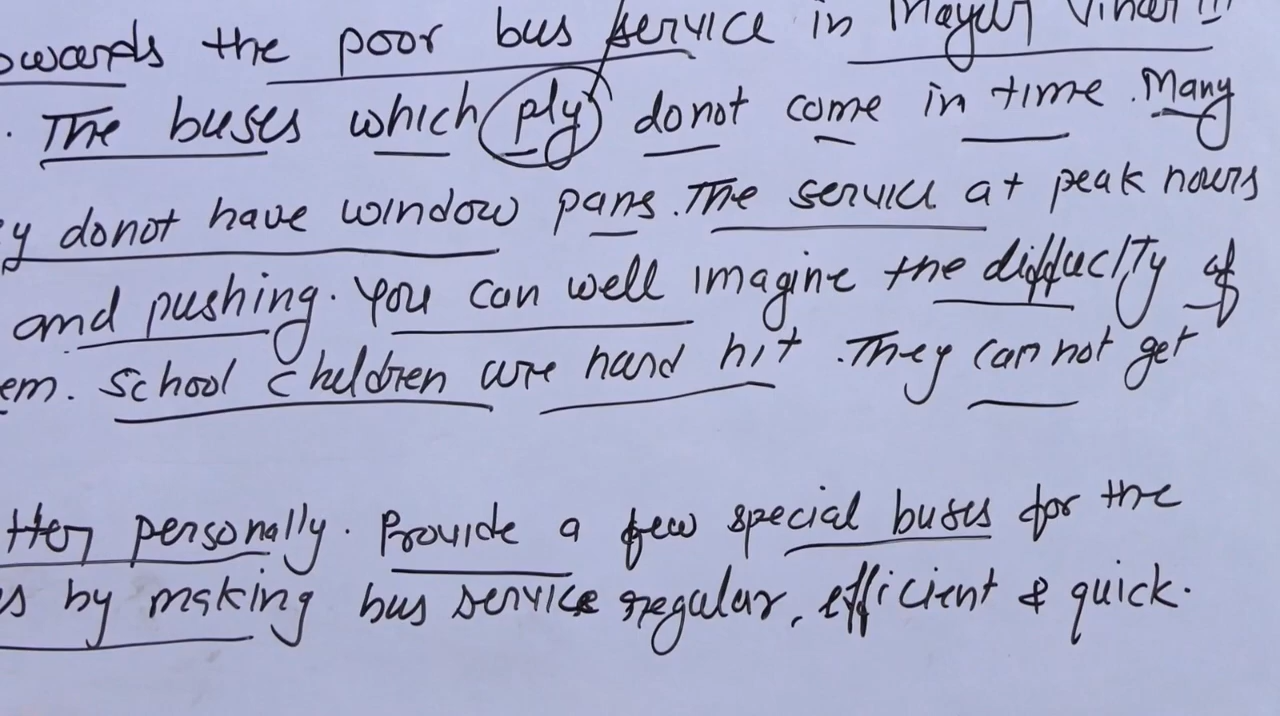 owards the poor bus service in Mayur Vihar III
. The buses which ply donot come in time. Many
y donot have window pans. The service at peak hours
and pushing. You can well imagine the difficlty of
em. School children are hard hit. They can not get
tter personally. Provide a few special buses for the
s by making bus service regular, efficient & quick.